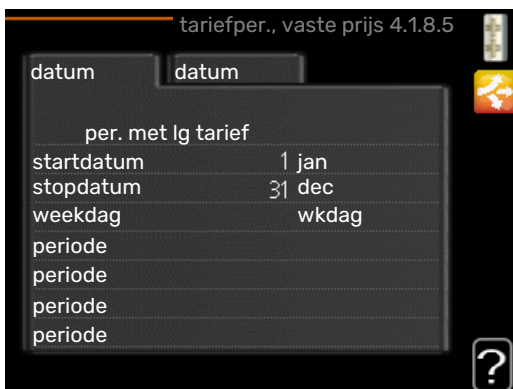 tariefper., vaste prijs 4.1.8.5
datum datum
per. met lg tarief
startdatum 1 jan
stopdatum 31 dec
weekdag wkdag
periode
periode
periode
periode
?